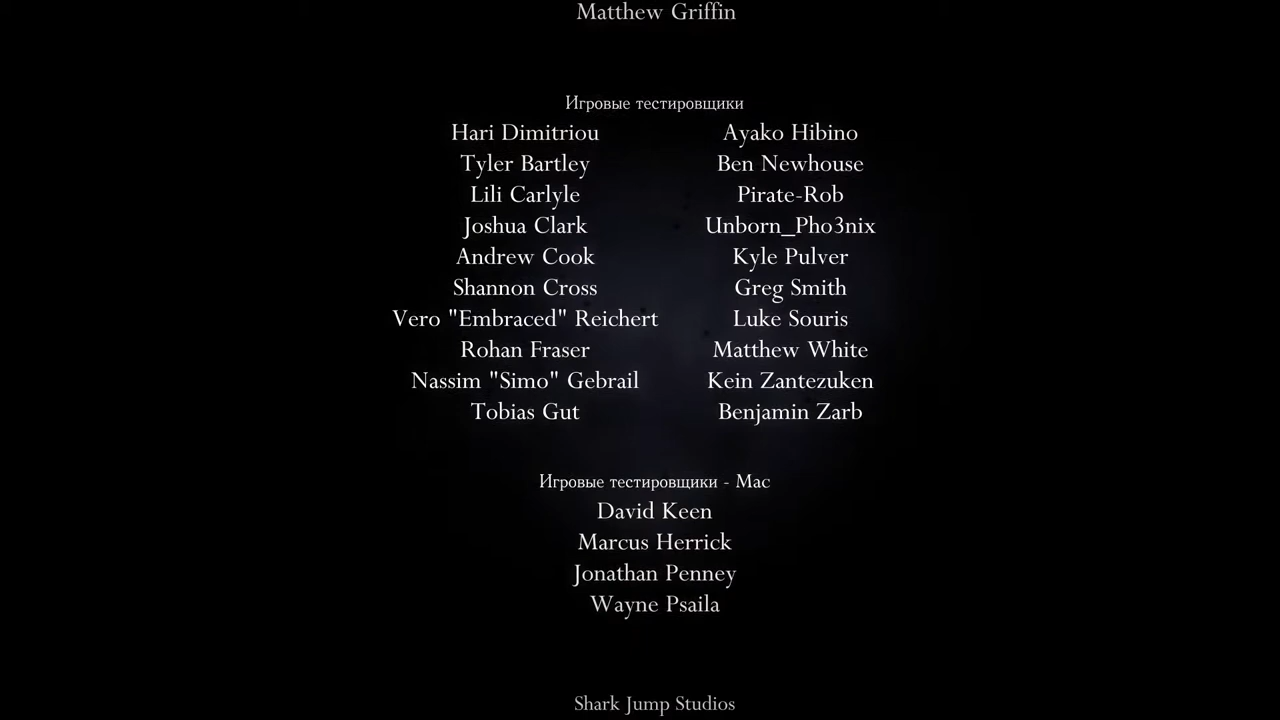 Matthew Griffin
Игровые тестировщики
Hari Dimitriou
Tyler Bartley
Lili Carlyle
Joshua Clark
Andrew Cook
Shannon Cross
Vero "Embraced" Reichert
Rohan Fraser
Nassim "Simo" Gebrail
Tobias Gut
Ayako Hibino
Ben Newhouse
Pirate-Rob
Unborn_Pho3nix
Kyle Pulver
Greg Smith
Luke Souris
Matthew White
Kein Zantezuken
Benjamin Zarb
Игровые тестировщики - Mac
David Keen
Marcus Herrick
Jonathan Penney
Wayne Psaila
Shark Jump Studios